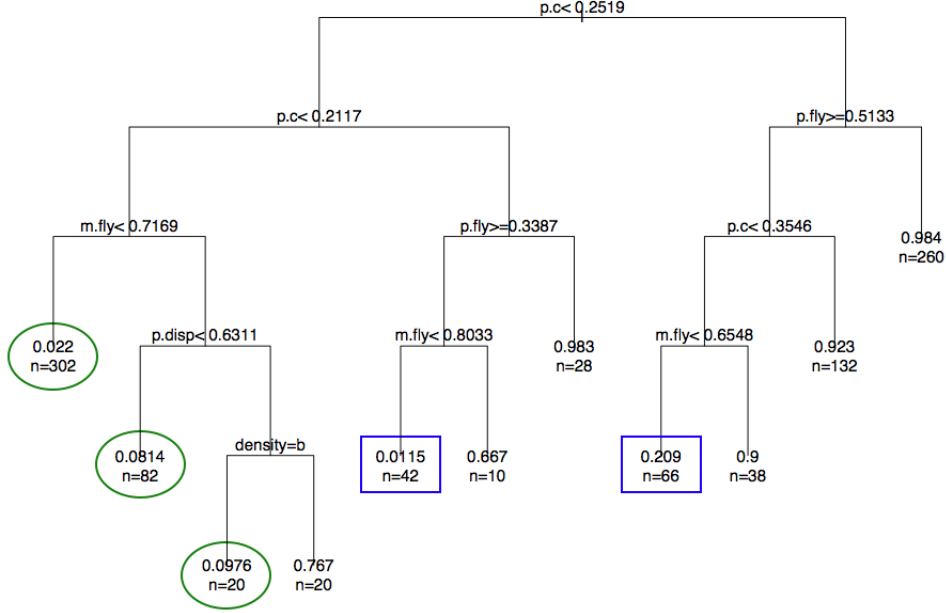 p.c< 0.2519
p.c< 0.2117
p.fly>=0.5133
m.fly< 0.7169
p.fly>=0.3387
p.c< 0.3546
0.984
n=260
0.022
n=302
p.disp< 0.6311
m.fly< 0.8033
0.983
n=28
m.fly< 0.6548
0.923
n=132
0.0814
n=82
density=b
0.0115
n=42
0.667
n=10
0.209
n=66
0.9
n=38
0.0976
n=20
0.767
n=20